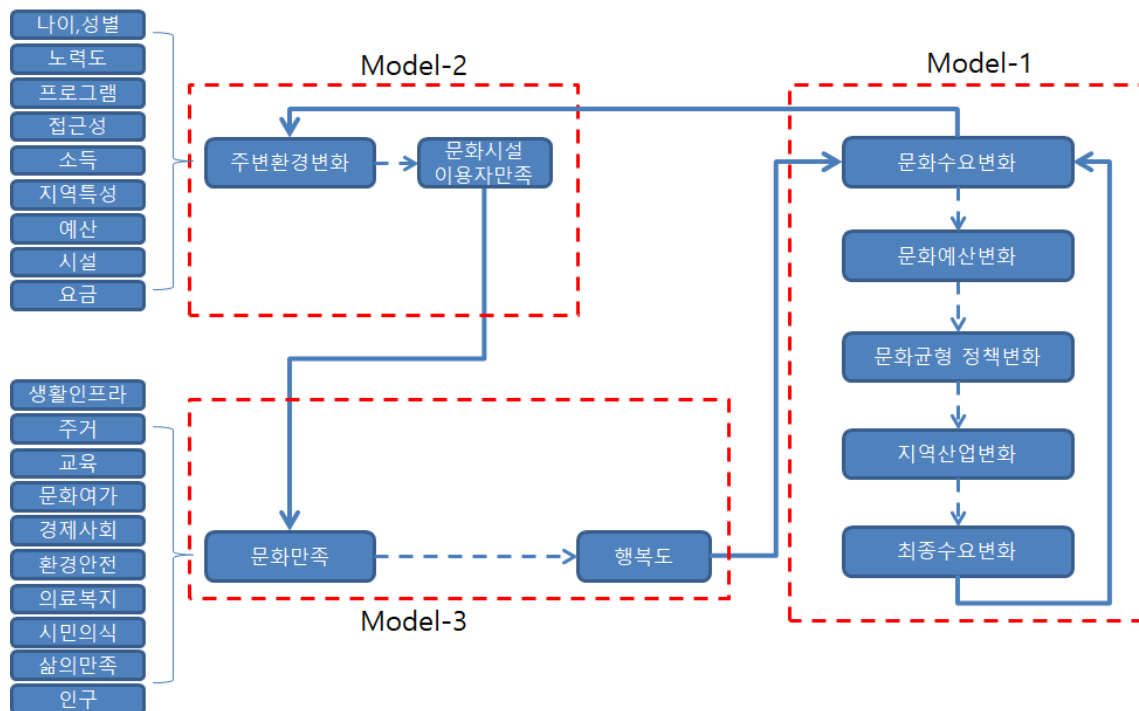 나이,성별
노력도
프로그램
접근성
소득
지역특성
예산
시설
요금
Model-2
주변환경변화
문화시설
이용자만족
Model-1
문화수요변화
문화예산변화
문화균형 정책변화
지역산업변화
최종수요변화
생활인프라
주거
교육
문화여가
경제사회
환경안전
의료복지
시민의식
삶의만족
인구
문화만족
행복도
Model-3